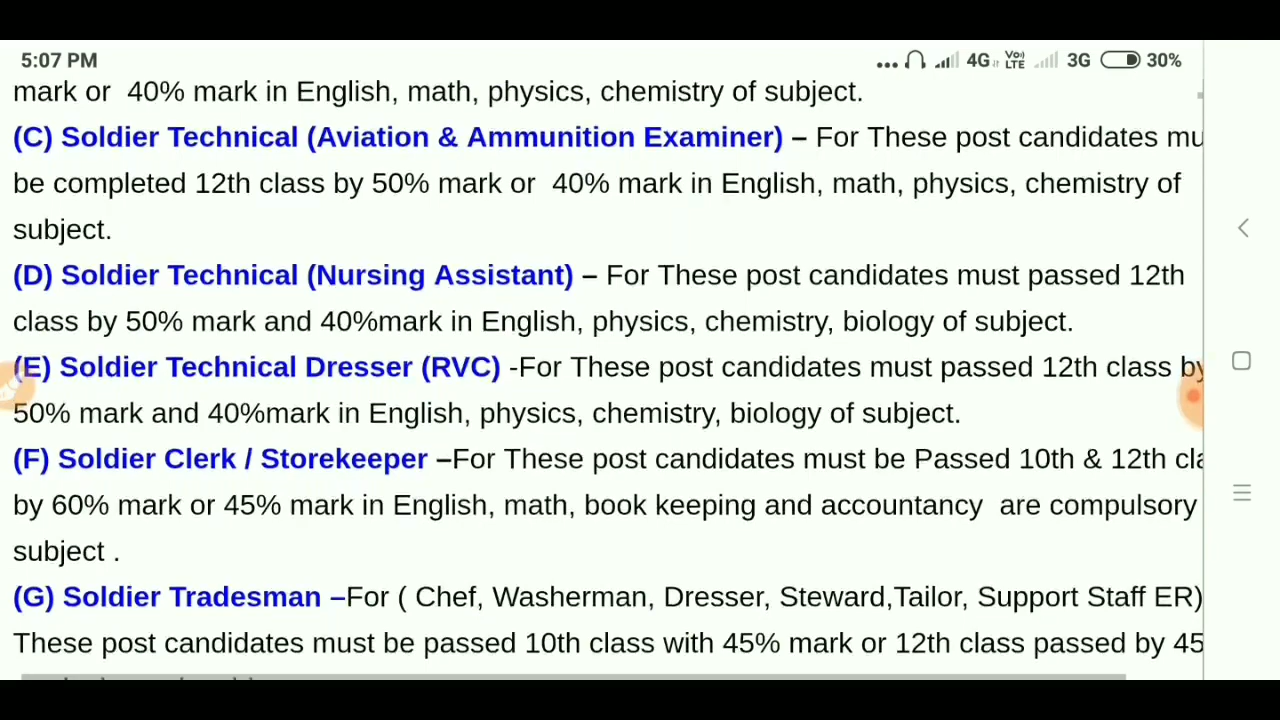 5:07 PM ... 4G VoLTE 3G 30%
mark or  40% mark in English, math, physics, chemistry of subject.
(C) Soldier Technical (Aviation & Ammunition Examiner) – For These post candidates mu
be completed 12th class by 50% mark or  40% mark in English, math, physics, chemistry of
subject.
(D) Soldier Technical (Nursing Assistant) – For These post candidates must passed 12th
class by 50% mark and 40%mark in English, physics, chemistry, biology of subject.
(E) Soldier Technical Dresser (RVC) -For These post candidates must passed 12th class by
50% mark and 40%mark in English, physics, chemistry, biology of subject.
(F) Soldier Clerk / Storekeeper –For These post candidates must be Passed 10th & 12th cla
by 60% mark or 45% mark in English, math, book keeping and accountancy  are compulsory
subject .
(G) Soldier Tradesman –For ( Chef, Washerman, Dresser, Steward,Tailor, Support Staff ER)
These post candidates must be passed 10th class with 45% mark or 12th class passed by 45